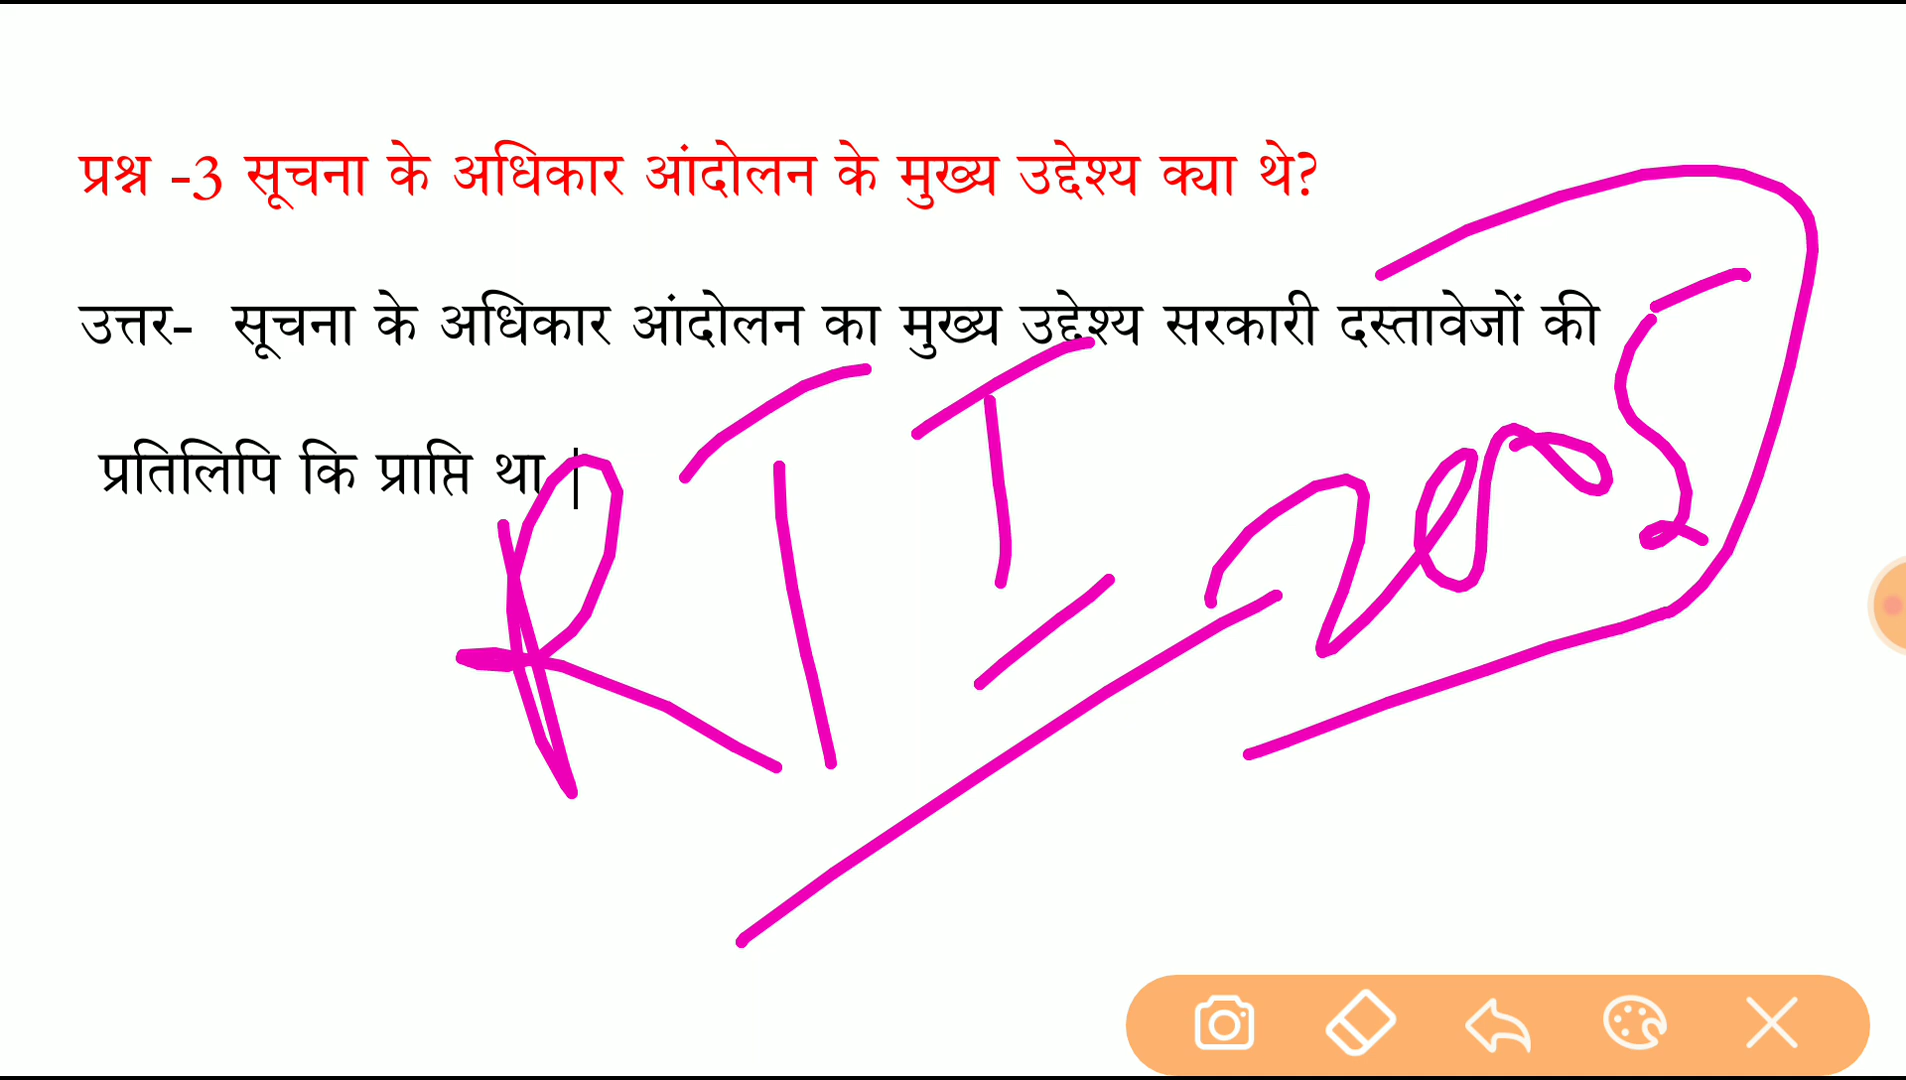 प्रश्न -3 सूचना के अधिकार आंदोलन के मुख्य उद्देश्य क्या थे?
उत्तर- सूचना के अधिकार आंदोलन का मुख्य उद्देश्य सरकारी दस्तावेजों की
प्रतिलिपि कि प्राप्ति था |
RTI 2005